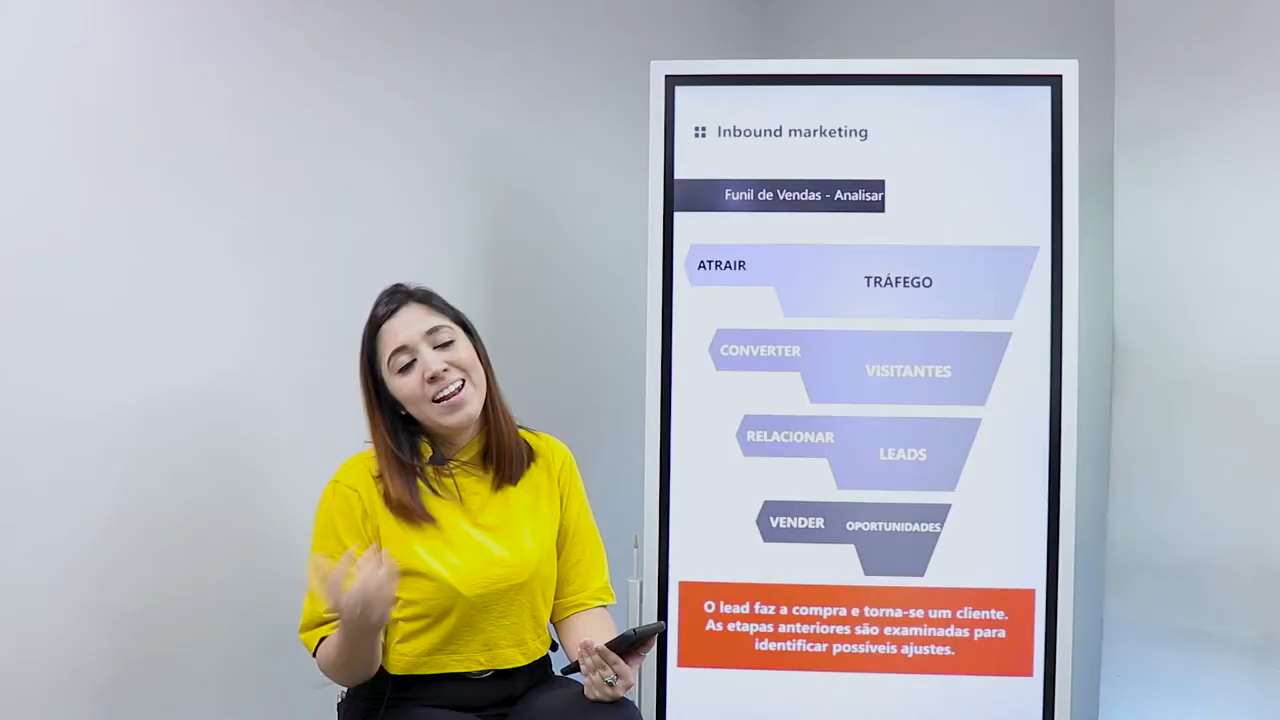 Inbound marketing
Funil de Vendas - Analisar
ATRAIR
TRÁFEGO
CONVERTER
VISITANTES
RELACIONAR
LEADS
VENDER
OPORTUNIDADES
O lead faz a compra e torna-se um cliente.
As etapas anteriores são examinadas para
identificar possíveis ajustes.